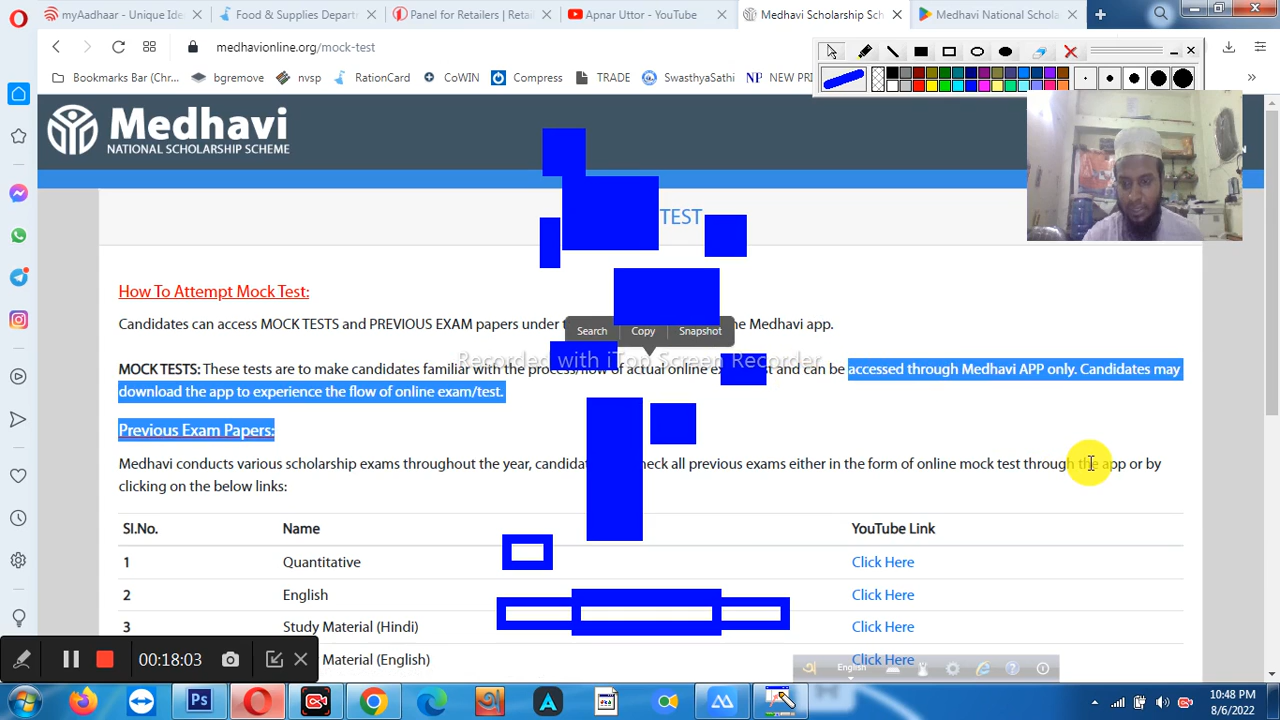 myAadhaar - Unique Ide
Food & Supplies Departr
Panel for Retailenl Retai
Apnar Uttor - YouTube
Medhavi Scholarship Sch
Medhavi National Schola
medhavionline.org/mock-test
Bookmarks Bar (Chr...
bgremove
nvsp
RationCard
CoWIN
Compress
TRADE
SwasthyaSathi
NEW PRI
Medhavi
NATIONAL SCHOLARSHIP SCHEME
TEST
How To Attempt Mock Test:
Candidates can access MOCK TESTS and PREVIOUS EXAM papers under t he Medhavi app.
Search Copy Snapshot
Recorded with iTop Screen Recorder
MOCK TESTS: These tests are to make candidates familiar with the process/flow of actual online e t and can be accessed through Medhavi APP only. Candidates may
download the app to experience the flow of online exam/test.
Previous Exam Papers:
Medhavi conducts various scholarship exams throughout the year, candida heck all previous exams either in the form of online mock test through the app or by
clicking on the below links:
Sl.No. Name YouTube Link
1 Quantitative Click Here
2 English Click Here
3 Study Material (Hindi) Click Here
Material (English) Click Here
00:18:03
English
10:48 PM
8/6/2022